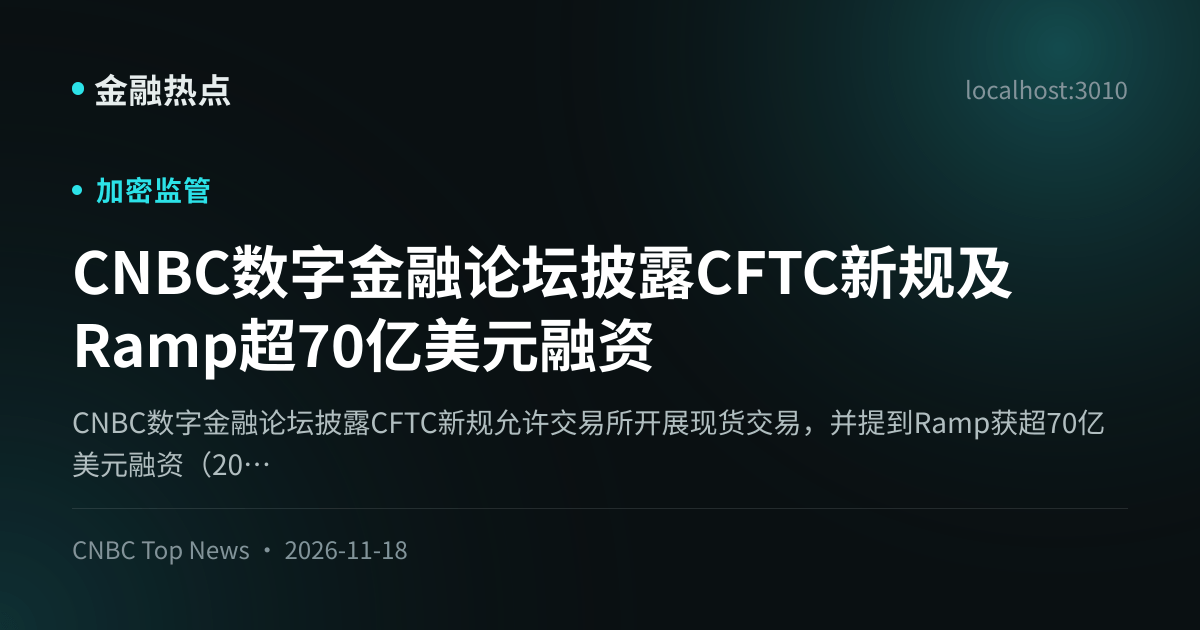 金融热点
localhost:3010
加密监管
CNBC数字金融论坛披露CFTC新规及
Ramp超70亿美元融资
CNBC数字金融论坛披露CFTC新规允许交易所开展现货交易，并提到Ramp获超70亿
美元融资（20…
CNBC Top News · 2026-11-18